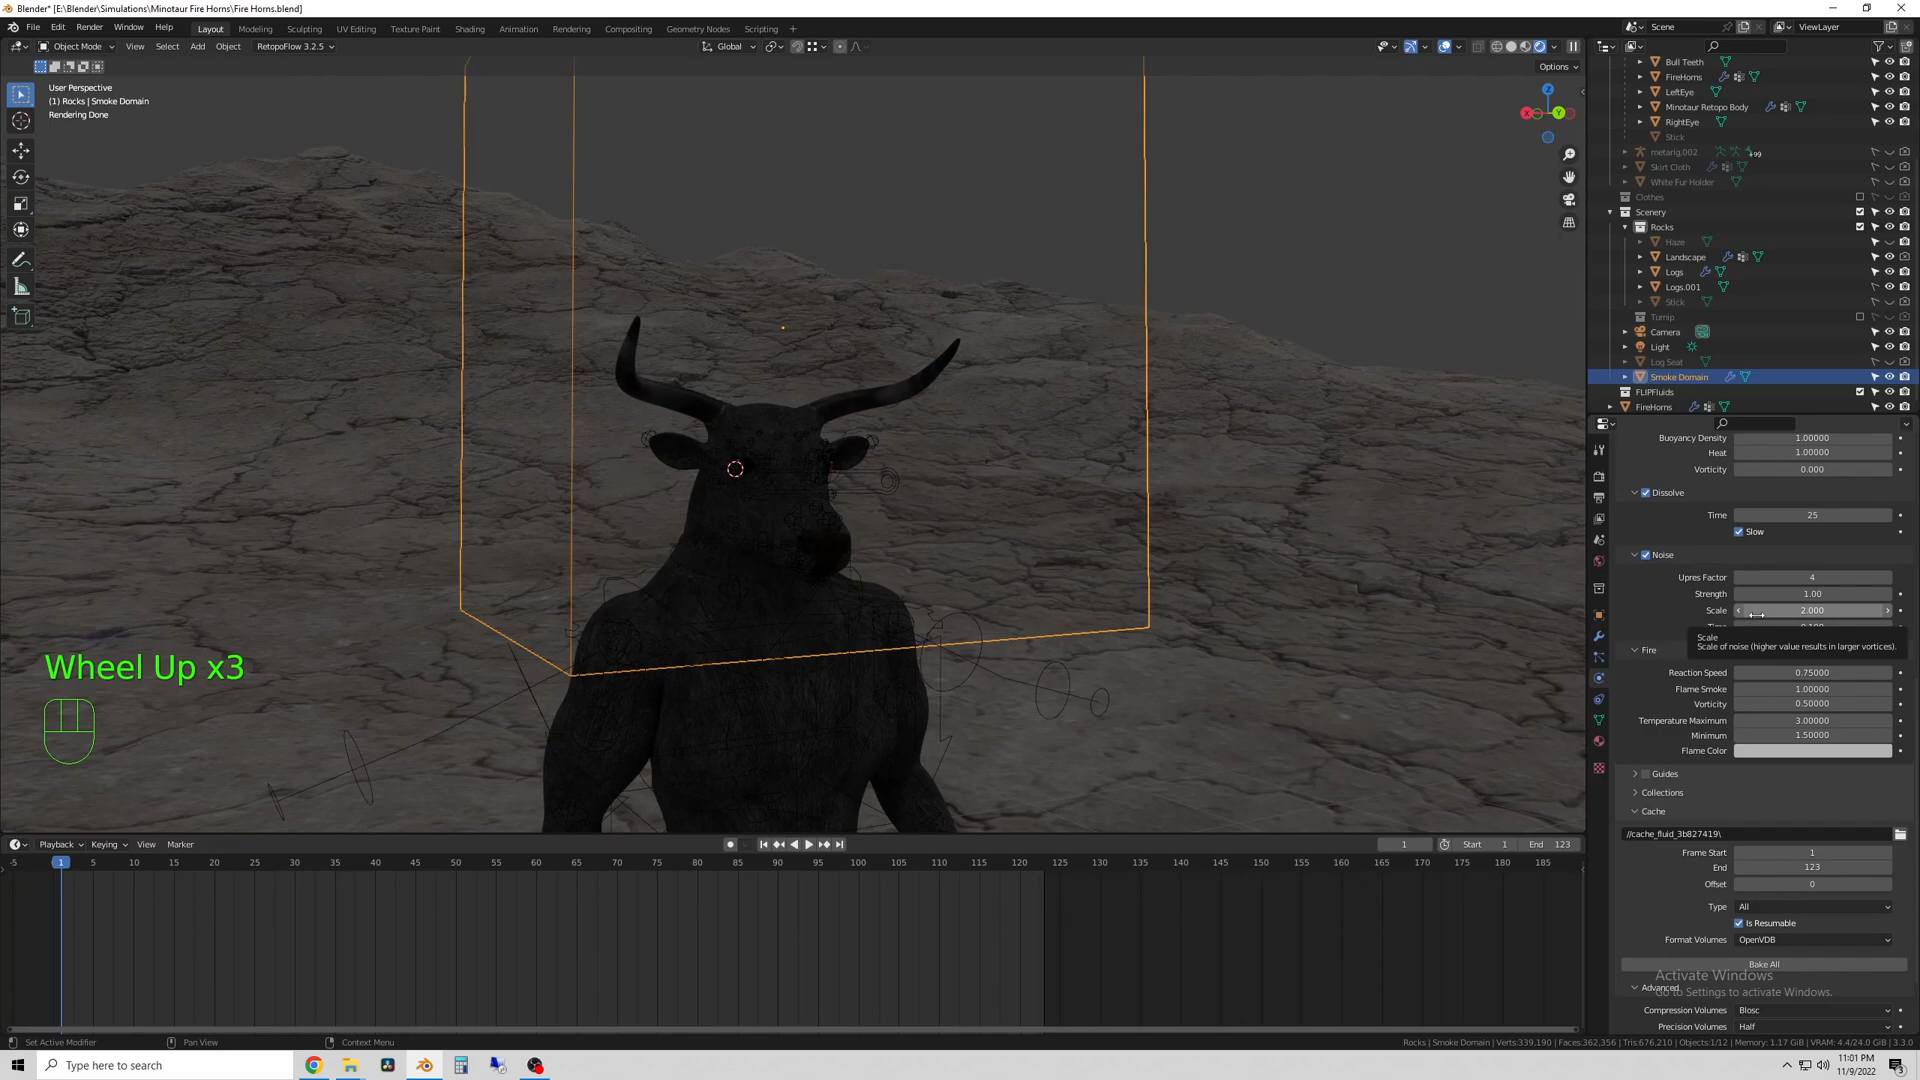 Blender* [E:\Blender\Simulations\Minotaur Fire Horns\Fire Horns.blend]
File Edit Render Window Help Layout Modeling Sculpting UV Editing Texture Paint Shading Animation Rendering Compositing Geometry Nodes Scripting + Scene ViewLayer
Object Mode View Select Add Object RetopoFlow 3.2.5 Global
Options
User Perspective
(1) Rocks | Smoke Domain
Rendering Done
Z
X
Y
Bull Teeth
FireHorns
LeftEye
Minotaur Retopo Body
RightEye
Stick
metarig.002 +99
Skirt Cloth
White Fur Holder
Clothes
Scenery
Rocks
Haze
Landscape
Logs
Logs.001
Stick
Turnip
Camera
Light
Log Seat
Smoke Domain
FLIPFluids
FireHorns
Buoyancy Density 1.00000
Heat 1.00000
Vorticity 0.000
Dissolve
Time 25
Slow
Noise
Upres Factor 4
Strength 1.00
Scale 2.000
Scale
Scale of noise (higher value results in larger vortices).
Fire
Reaction Speed 0.75000
Flame Smoke 1.00000
Vorticity 0.50000
Temperature Maximum 3.00000
Minimum 1.50000
Flame Color
Guides
Collections
Cache
//cache_fluid_3b827419\
Frame Start 1
End 123
Offset 0
Type All
Is Resumable
Format Volumes OpenVDB
Bake All
Activate Windows
Advanced
Go to Settings to activate Windows.
Compression Volumes Blosc
Precision Volumes Half
Wheel Up x3
Playback Keying View Marker 1 Start 1 End 123
-5 1 5 10 15 20 25 30 35 40 45 50 55 60 65 70 75 80 85 90 95 100 105 110 115 120 125 130 135 140 145 150 155 160 165 170 175 180 185
Set Active Modifier Pan View Context Menu Rocks | Smoke Domain | Verts:339,190 | Faces:362,356 | Tris:676,210 | Objects:1/12 | Memory: 1.17 GiB | VRAM: 4.4/24.0 GiB | 3.3.0
Type here to search
11:01 PM
11/9/2022
3